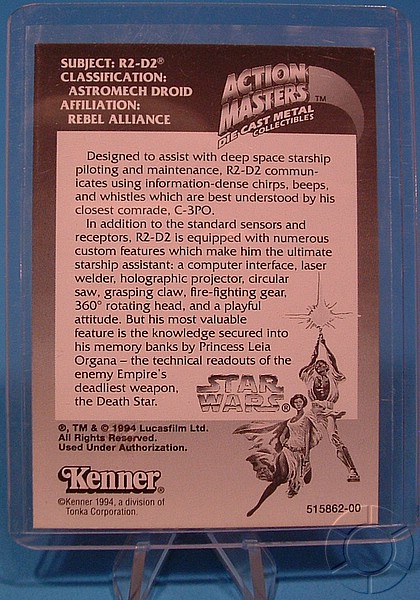 SUBJECT: R2-D2®
CLASSIFICATION:
ASTROMECH DROID
AFFILIATION:
REBEL ALLIANCE
ACTION
MASTERS™
DIE CAST METAL
COLLECTIBLES
Designed to assist with deep space starship
piloting and maintenance, R2-D2 commun-
icates using information-dense chirps, beeps,
and whistles which are best understood by his
closest comrade, C-3PO.
In addition to the standard sensors and
receptors, R2-D2 is equipped with numerous
custom features which make him the ultimate
starship assistant: a computer interface, laser
welder, holographic projector, circular
saw, grasping claw, fire-fighting gear,
360° rotating head, and a playful
attitude. But his most valuable
feature is the knowledge secured into
his memory banks by Princess Leia
Organa – the technical readouts of the
enemy Empire's
deadliest weapon,
the Death Star.
STAR
WARS®
®, TM & © 1994 Lucasfilm Ltd.
All Rights Reserved.
Used Under Authorization.
Kenner®
©Kenner 1994, a division of
Tonka Corporation.
515862-00